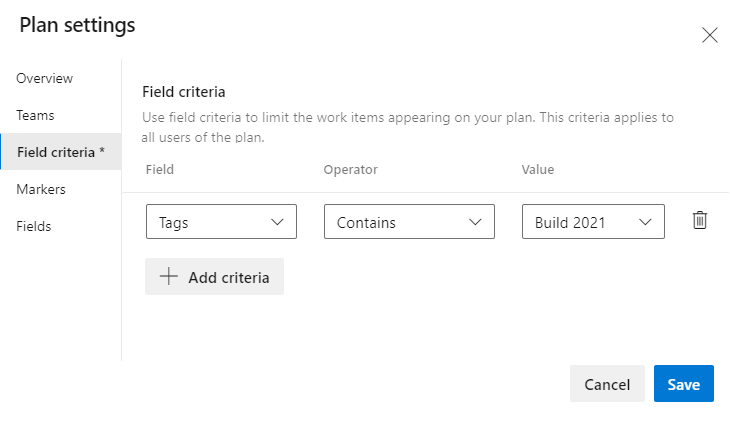 Plan settings
Overview
Teams
Field criteria *
Markers
Fields
Field criteria
Use field criteria to limit the work items appearing on your plan. This criteria applies to
all users of the plan.
Field Operator Value
Tags Contains Build 2021
Add criteria
Cancel Save